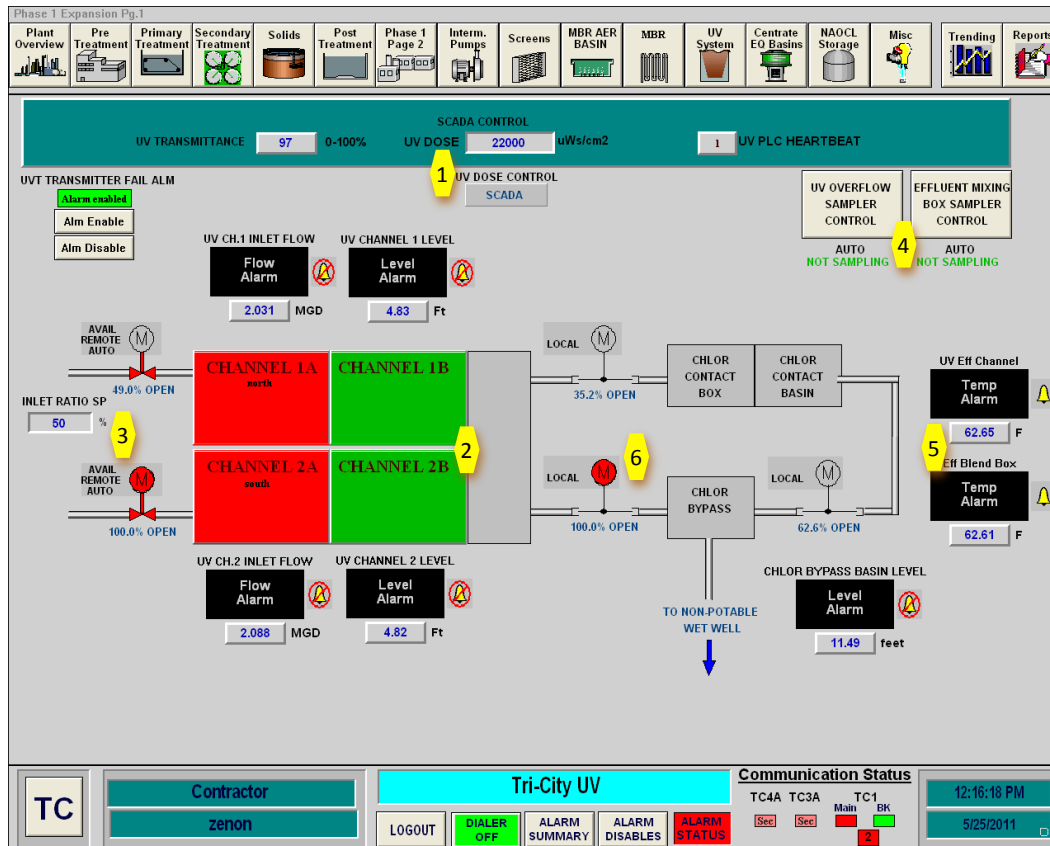 Phase 1 Expansion Pg.1
Plant
Overview
Pre
Treatment
Primary
Treatment
Secondary
Treatment
Solids
Post
Treatment
Phase 1
Page 2
Interm.
Pumps
Screens
MBR AER
BASIN
MBR
UV
System
Centrate
EQ Basins
NAOCL
Storage
Misc
Trending
Reports
SCADA CONTROL
UV TRANSMITTANCE 97 0-100% UV DOSE 22000 uWs/cm2 1 UV PLC HEARTBEAT
1
UV DOSE CONTROL
SCADA
UVT TRANSMITTER FAIL ALM
Alarm enabled
Alm Enable
Alm Disable
UV OVERFLOW
SAMPLER
CONTROL
AUTO
NOT SAMPLING
4
EFFLUENT MIXING
BOX SAMPLER
CONTROL
AUTO
NOT SAMPLING
UV CH.1 INLET FLOW
Flow
Alarm
2.031 MGD
UV CHANNEL 1 LEVEL
Level
Alarm
4.83 Ft
AVAIL
REMOTE
AUTO
M
49.0% OPEN
CHANNEL 1A
north
CHANNEL 1B
LOCAL
M
35.2% OPEN
CHLOR
CONTACT
BOX
CHLOR
CONTACT
BASIN
UV Eff Channel
Temp
Alarm
62.65 F
INLET RATIO SP
50 %
3
2
6
5
AVAIL
REMOTE
AUTO
M
100.0% OPEN
CHANNEL 2A
south
CHANNEL 2B
LOCAL
M
100.0% OPEN
CHLOR
BYPASS
LOCAL
M
62.6% OPEN
Eff Blend Box
Temp
Alarm
62.61 F
UV CH.2 INLET FLOW
Flow
Alarm
2.088 MGD
UV CHANNEL 2 LEVEL
Level
Alarm
4.82 Ft
TO NON-POTABLE
WET WELL
CHLOR BYPASS BASIN LEVEL
Level
Alarm
11.49 feet
TC
Contractor
zenon
Tri-City UV
LOGOUT
DIALER
OFF
ALARM
SUMMARY
ALARM
DISABLES
ALARM
STATUS
Communication Status
TC4A TC3A TC1
Main BK
Sec Sec
2
12:16:18 PM
5/25/2011